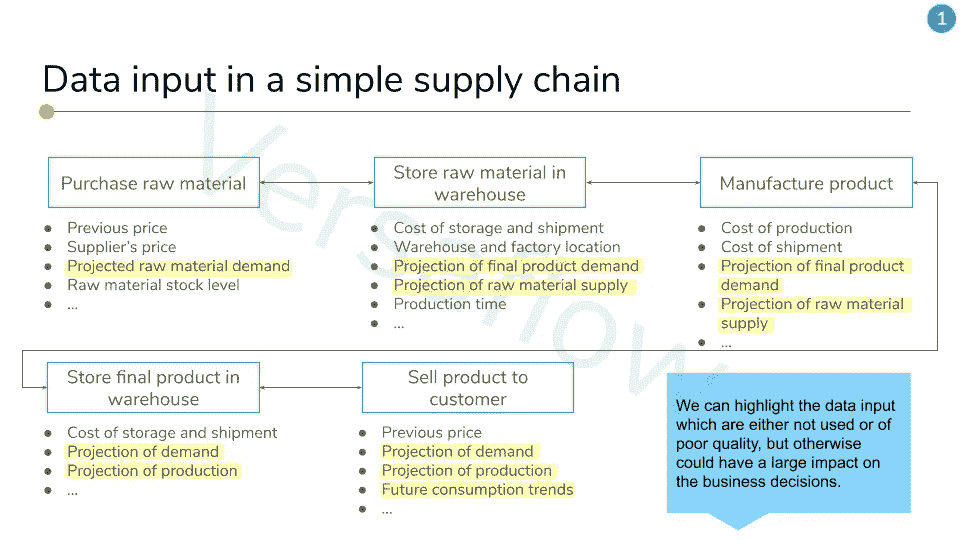 1
Data input in a simple supply chain
Purchase raw material
Previous price
Supplier's price
Projected raw material demand
Raw material stock level
...
Store raw material in
warehouse
Cost of storage and shipment
Warehouse and factory location
Projection of final product demand
Projection of raw material supply
Production time
...
Manufacture product
Cost of production
Cost of shipment
Projection of final product
demand
Projection of raw material
supply
...
Store final product in
warehouse
Cost of storage and shipment
Projection of demand
Projection of production
...
Sell product to
customer
Previous price
Projection of demand
Projection of production
Future consumption trends
...
We can highlight the data input
which are either not used or of
poor quality, but otherwise
could have a large impact on
the business decisions.